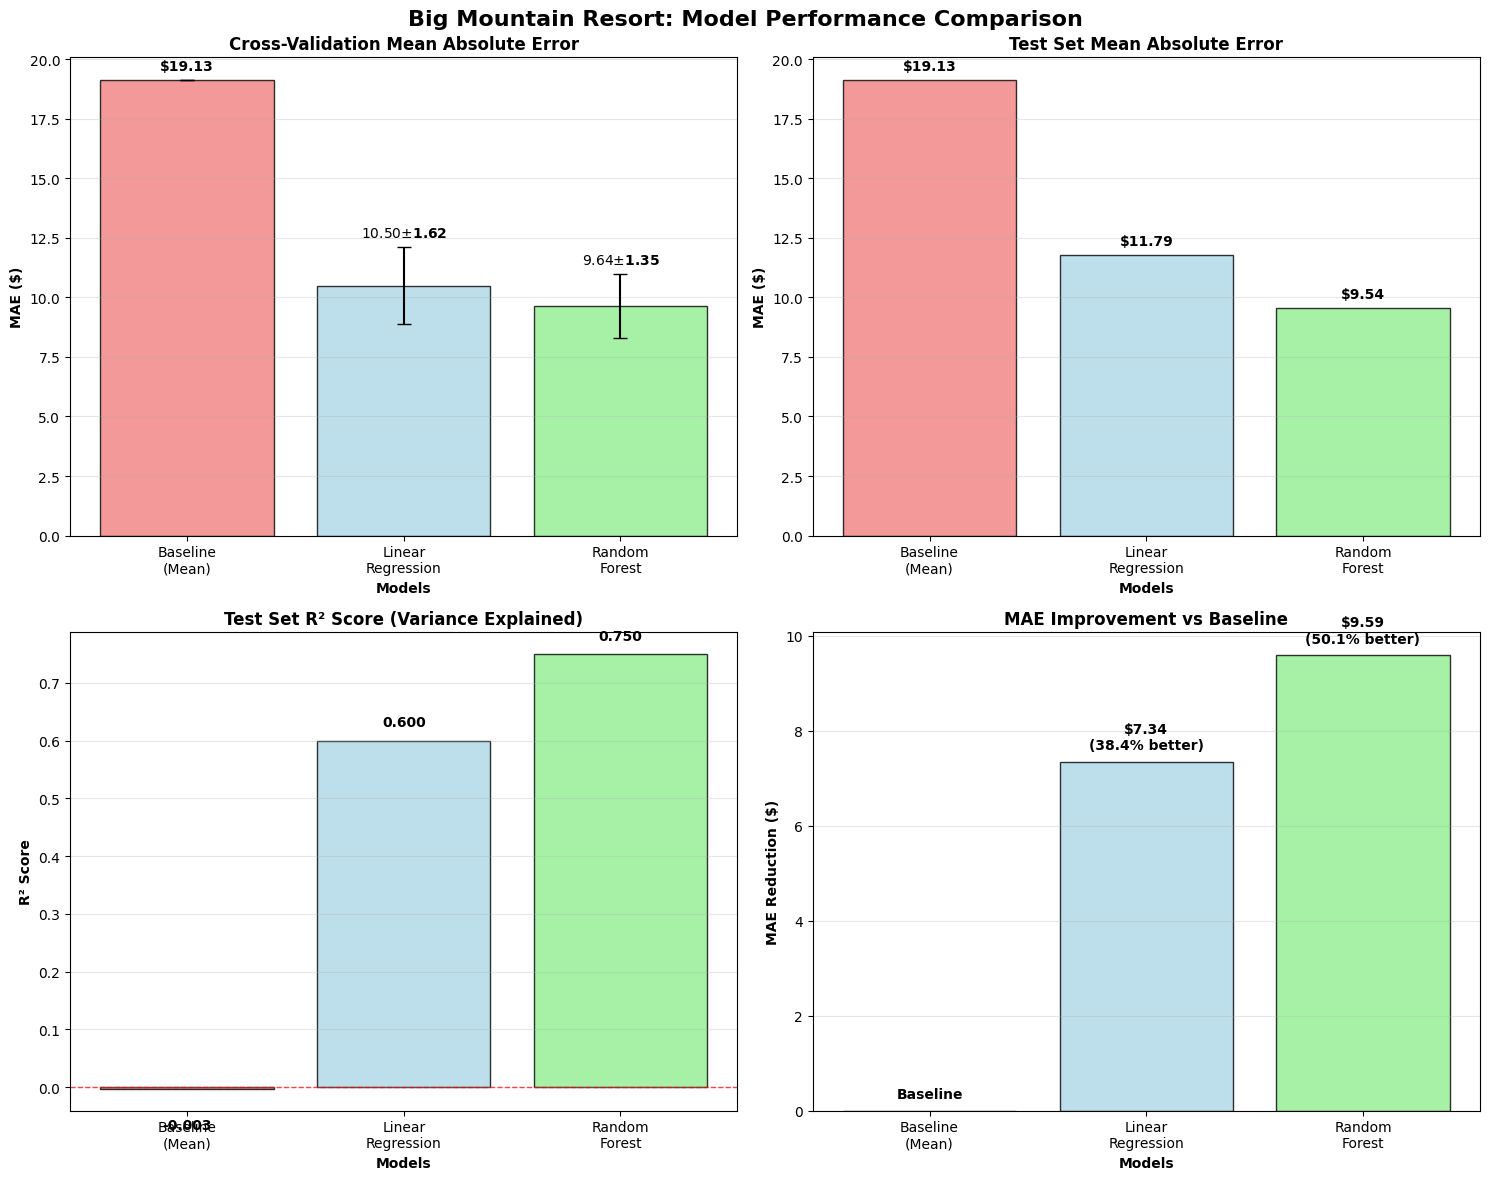 Big Mountain Resort: Model Performance Comparison
Cross-Validation Mean Absolute Error
MAE ($)
20.0
17.5
15.0
12.5
10.0
7.5
5.0
2.5
0.0
$19.13
10.50±1.62
9.64±1.35
Baseline
(Mean)
Linear
Regression
Random
Forest
Models
Test Set Mean Absolute Error
MAE ($)
20.0
17.5
15.0
12.5
10.0
7.5
5.0
2.5
0.0
$19.13
$11.79
$9.54
Baseline
(Mean)
Linear
Regression
Random
Forest
Models
Test Set R² Score (Variance Explained)
R² Score
0.7
0.6
0.5
0.4
0.3
0.2
0.1
0.0
0.600
0.750
-0.003
Baseline
(Mean)
Linear
Regression
Random
Forest
Models
MAE Improvement vs Baseline
MAE Reduction ($)
10
8
6
4
2
0
Baseline
$7.34
(38.4% better)
$9.59
(50.1% better)
Baseline
(Mean)
Linear
Regression
Random
Forest
Models